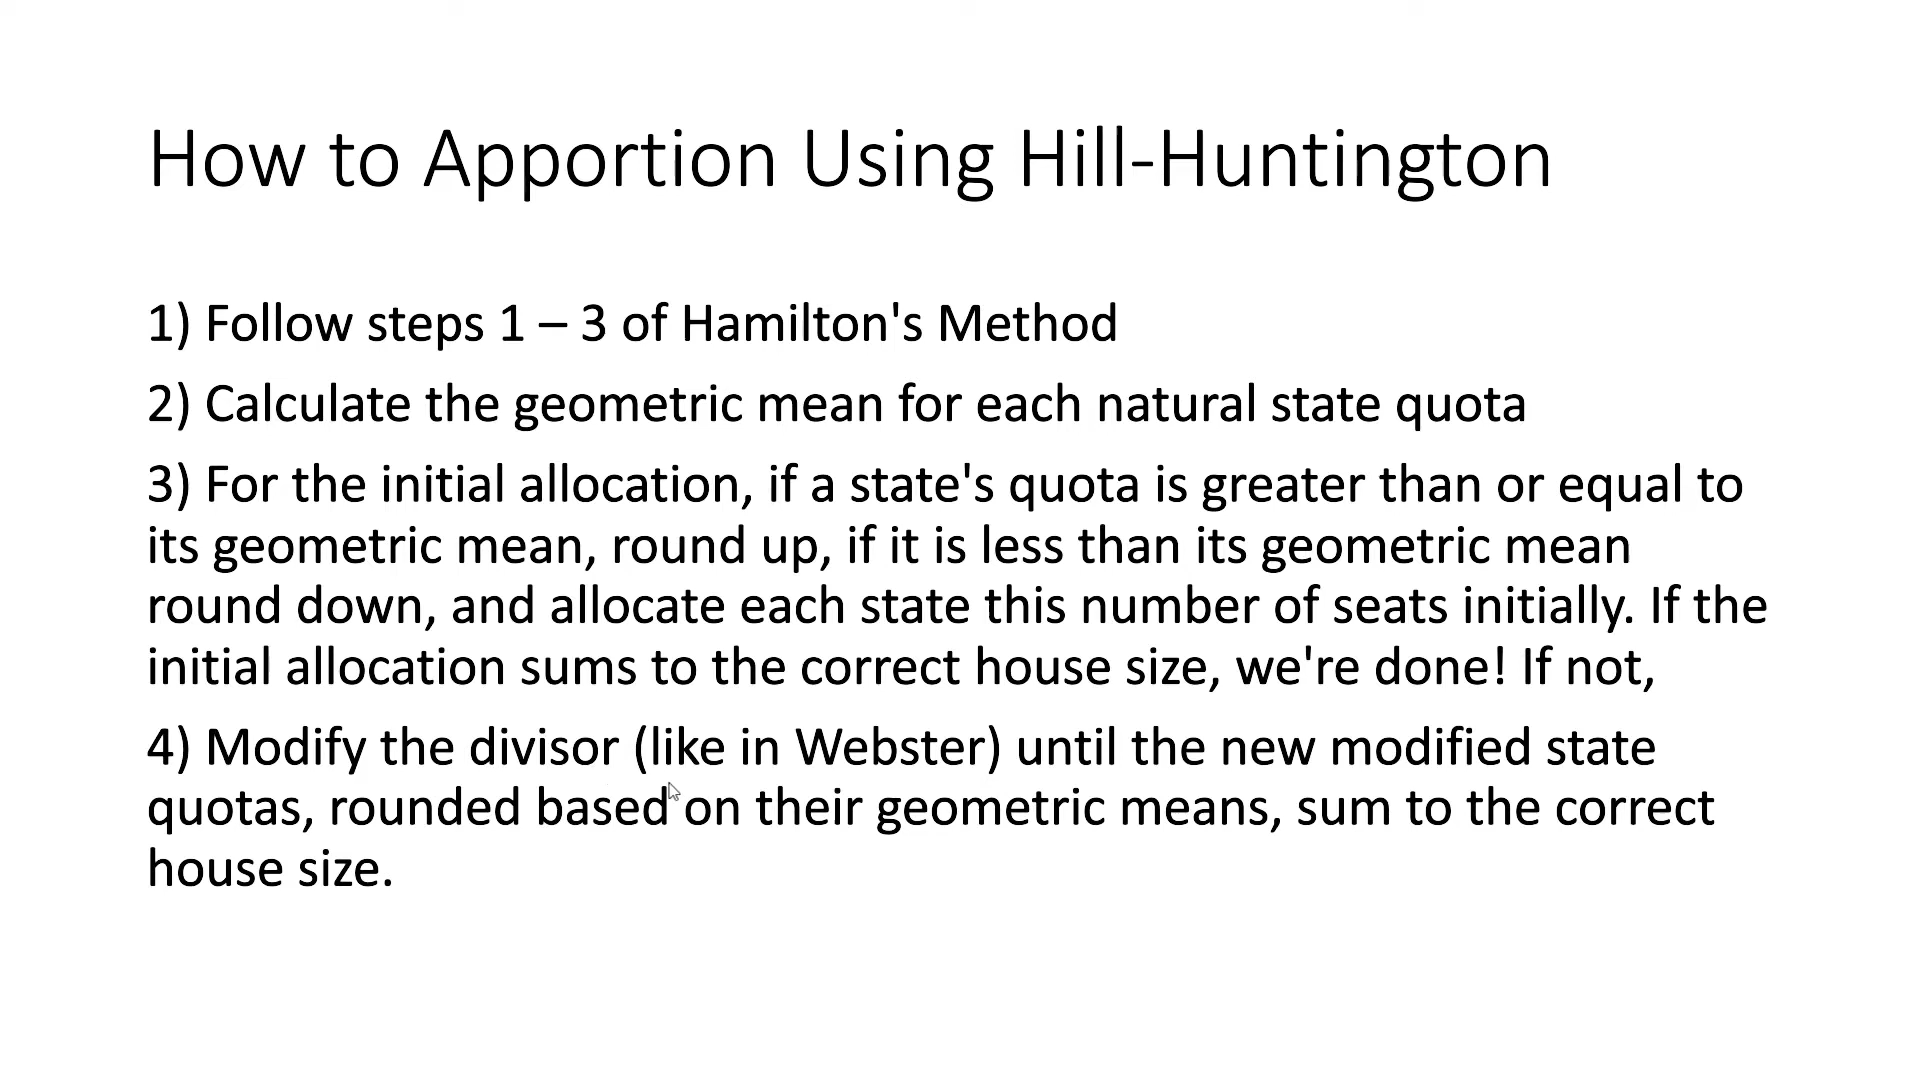 How to Apportion Using Hill-Huntington
1) Follow steps 1 – 3 of Hamilton's Method
2) Calculate the geometric mean for each natural state quota
3) For the initial allocation, if a state's quota is greater than or equal to
its geometric mean, round up, if it is less than its geometric mean
round down, and allocate each state this number of seats initially. If the
initial allocation sums to the correct house size, we're done! If not,
4) Modify the divisor (like in Webster) until the new modified state
quotas, rounded based on their geometric means, sum to the correct
house size.